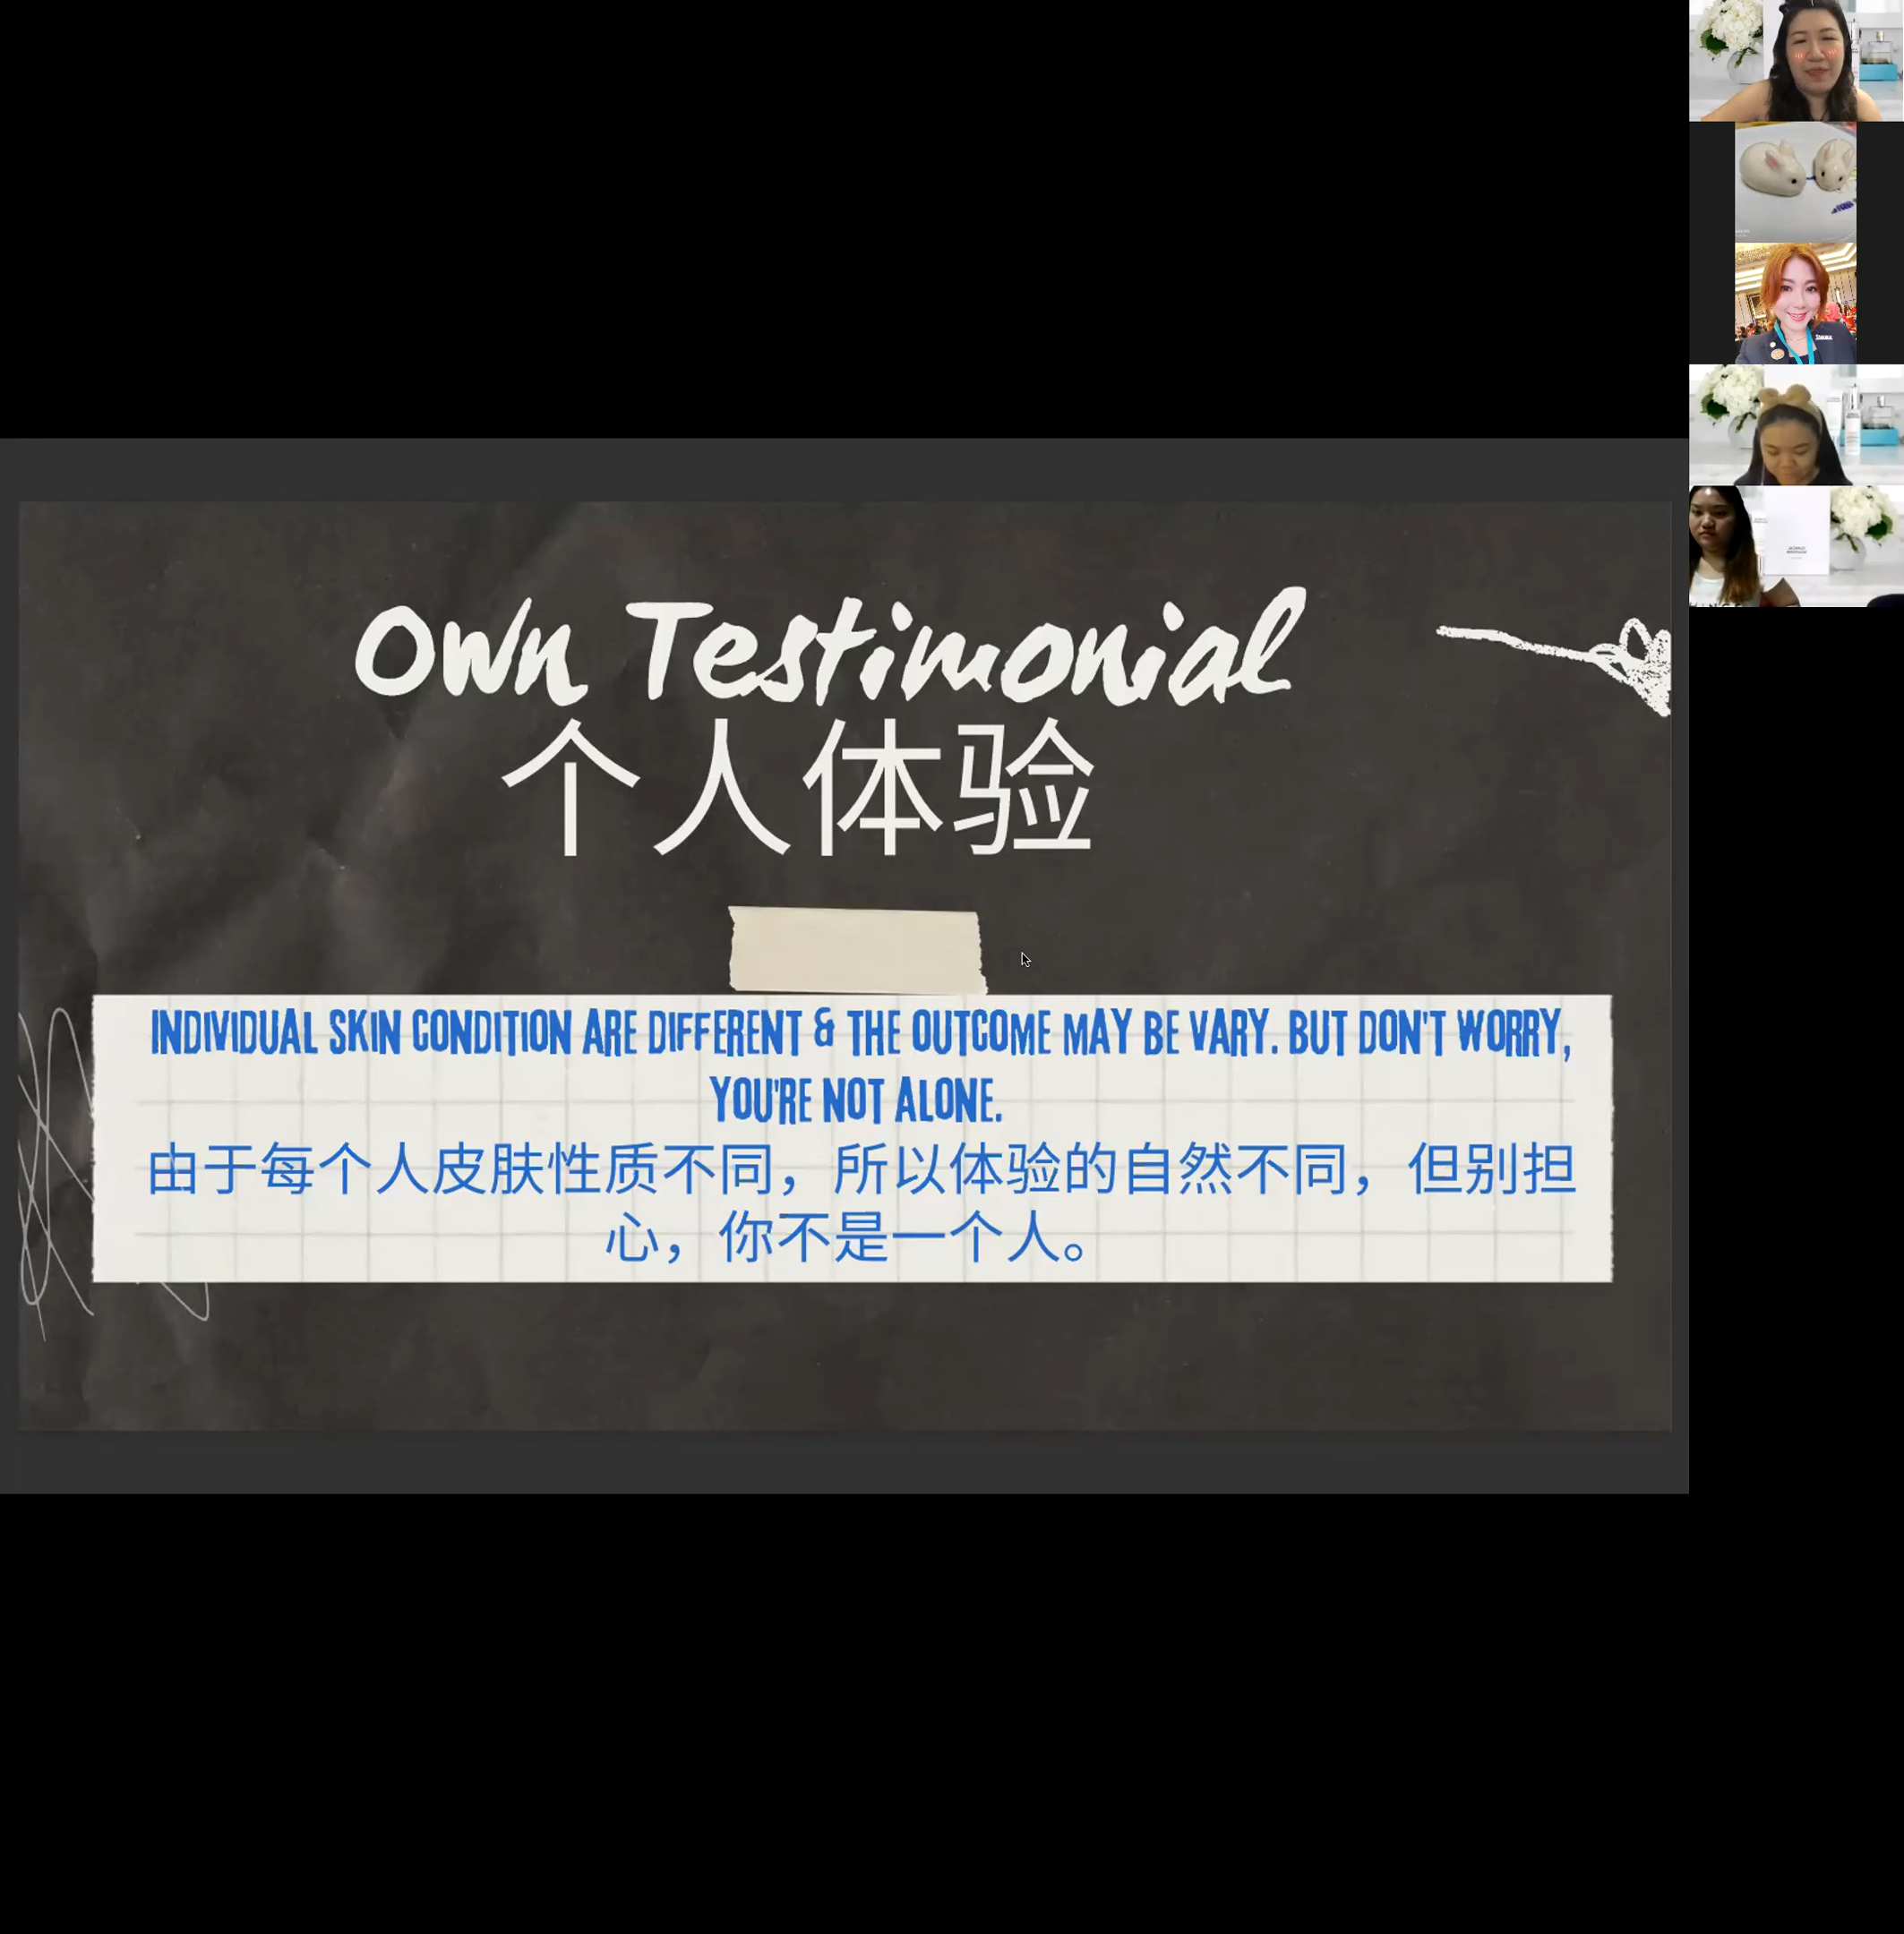 Own Testimonial
个人体验
INDIVIDUAL SKIN CONDITION ARE DIFFERENT & THE OUTCOME MAY BE VARY. BUT DON'T WORRY,
YOU'RE NOT ALONE.
由于每个人皮肤性质不同，所以体验的自然不同，但别担
心，你不是一个人。